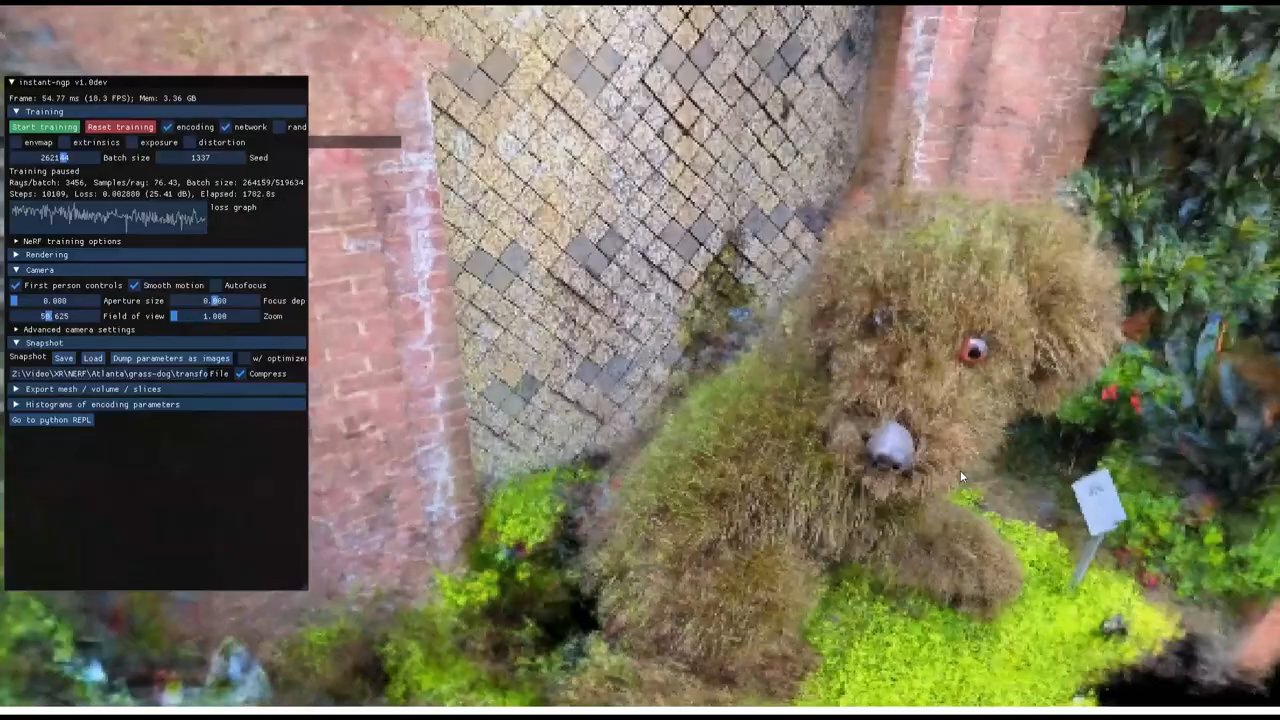 instant-ngp v1.0dev
Frame: 54.77 ms (18.3 FPS); Mem: 3.36 GB
Training
Start training Reset training encoding network rand
envmap extrinsics exposure distortion
262144 Batch size 1337 Seed
Training paused
Rays/batch: 3456, Samples/ray: 76.43, Batch size: 264159/519634
Steps: 10109, Loss: 0.002880 (25.41 dB), Elapsed: 1702.8s
loss graph
NeRF training options
Rendering
Camera
First person controls Smooth motion Autofocus
0.000 Aperture size 0.000 Focus dep
50.625 Field of view 1.000 Zoom
Advanced camera settings
Snapshot
Snapshot Save Load Dump parameters as images w/ optimizer
Z:\Video\XR\NERF\Atlanta\grass-dog\transfo File Compress
Export mesh / volume / slices
Histograms of encoding parameters
Go to python REPL